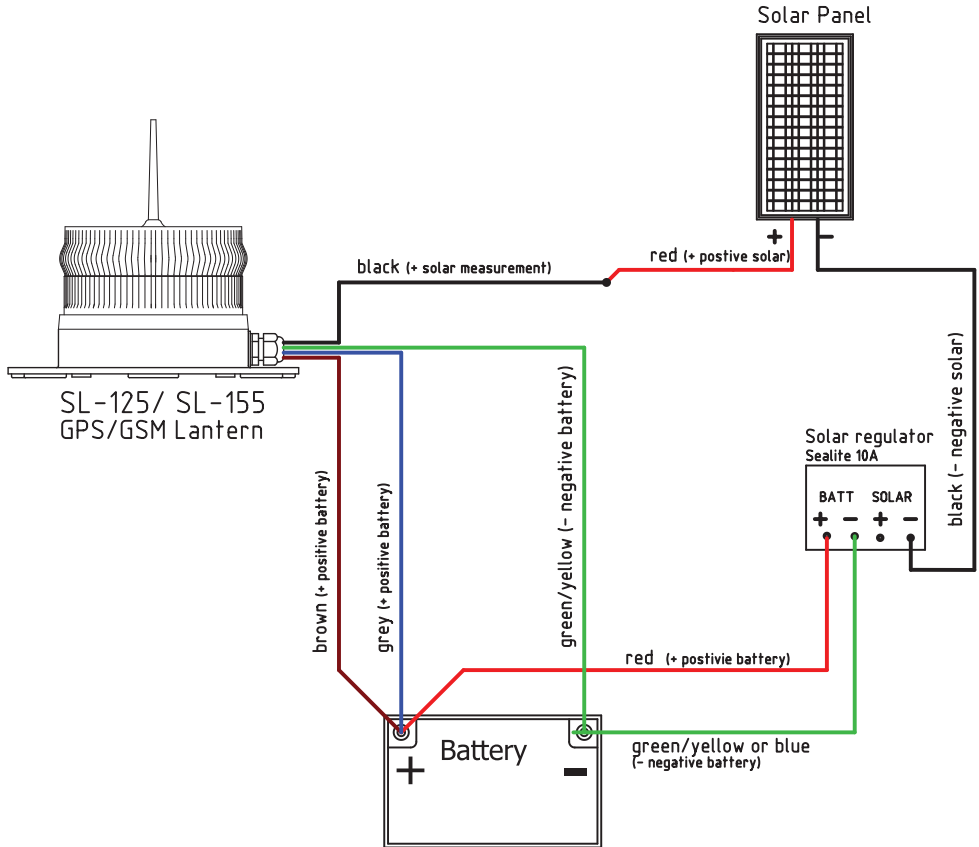 Solar Panel
+ −
red (+ postive solar)
black (+ solar measurement)
SL-125/ SL-155
GPS/GSM Lantern
black (- negative solar)
Solar regulator
Sealite 10A
BATT SOLAR
+ − + −
brown (+ positive battery)
grey (+ positive battery)
green/yellow (- negative battery)
red (+ postivie battery)
Battery
+ −
green/yellow or blue
(- negative battery)